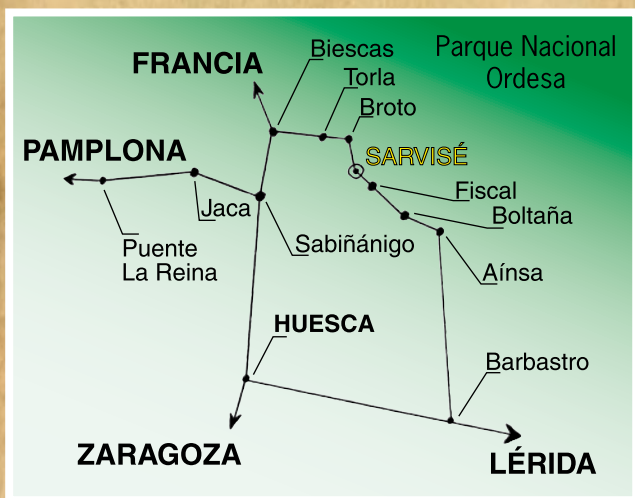 Biescas
Parque Nacional
Ordesa
FRANCIA
Torla
Broto
PAMPLONA
SARVISÉ
Fiscal
Jaca
Boltaña
Puente
La Reina
Sabiñánigo
Aínsa
HUESCA
Barbastro
ZARAGOZA
LÉRIDA